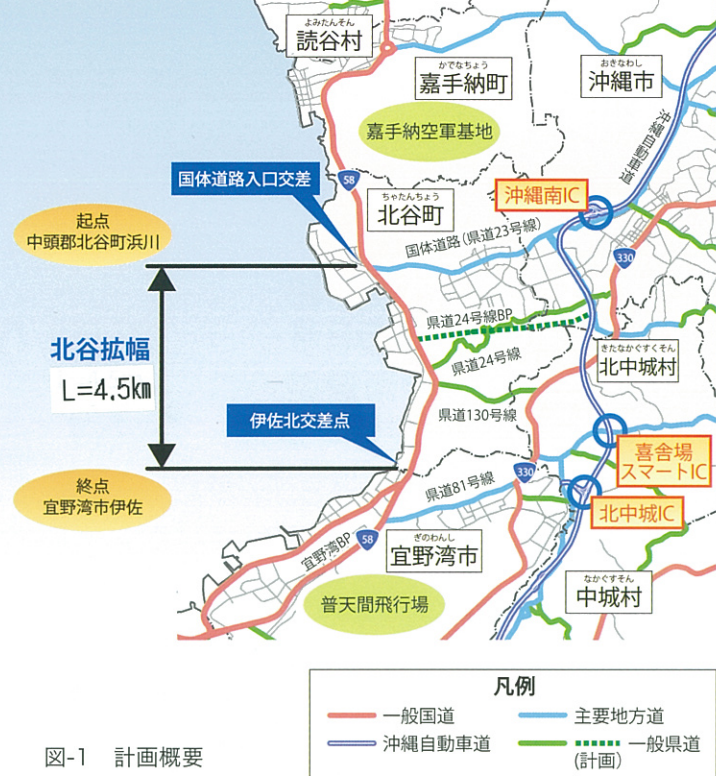 よみたんそん
読谷村
かでなちょう
嘉手納町
おきなわし
沖縄市
嘉手納空軍基地
沖縄自動車道
国体道路入口交差
58
ちゃたんちょう
北谷町
沖縄南IC
起点
中頭郡北谷町浜川
国体道路(県道23号線)
330
県道24号線BP
北谷拡幅
L=4.5km
県道24号線
きたなかぐすくそん
北中城村
県道130号線
伊佐北交差点
喜舎場
スマートIC
終点
宜野湾市伊佐
330
県道81号線
北中城IC
宜野湾BP
58
ぎのわんし
宜野湾市
普天間飛行場
なかぐすそん
中城村
凡例
一般国道
主要地方道
沖縄自動車道
一般県道
(計画)
図-1 計画概要